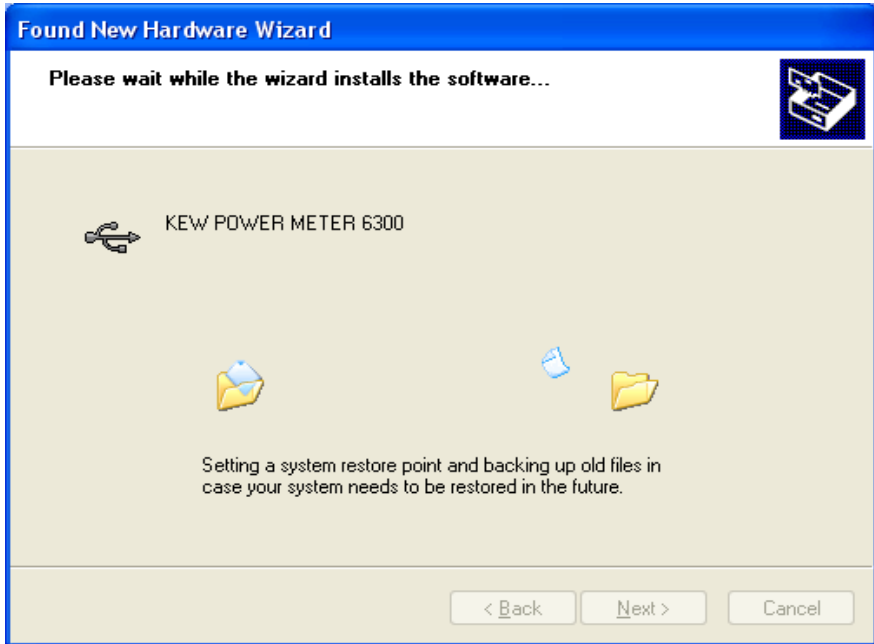 Found New Hardware Wizard
Please wait while the wizard installs the software...
KEW POWER METER 6300
Setting a system restore point and backing up old files in
case your system needs to be restored in the future.
< Back
Next >
Cancel